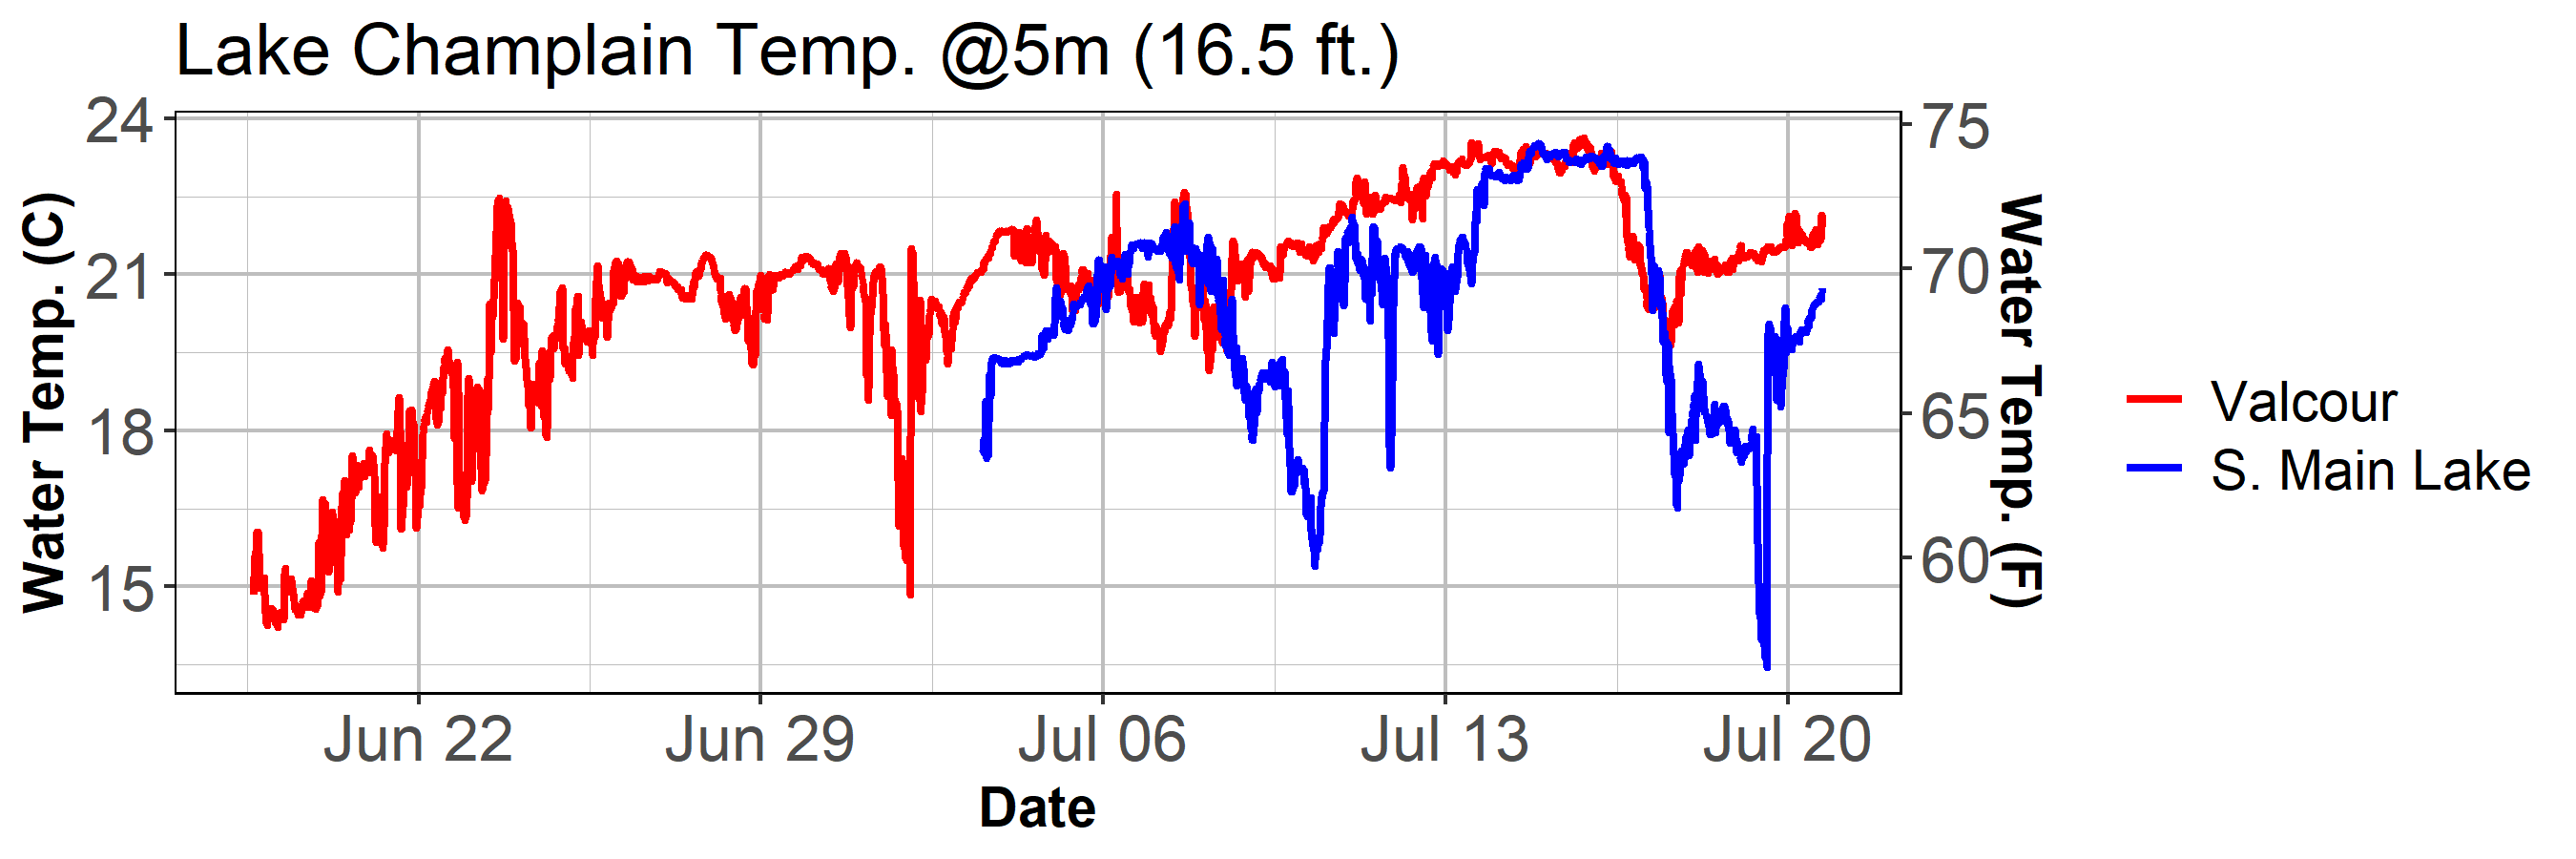 Lake Champlain Temp. @5m (16.5 ft.)
Water Temp. (C)
24
21
18
15
75
70
65
60
Water Temp. (F)
Jun 22
Jun 29
Jul 06
Jul 13
Jul 20
Date
Valcour
S. Main Lake